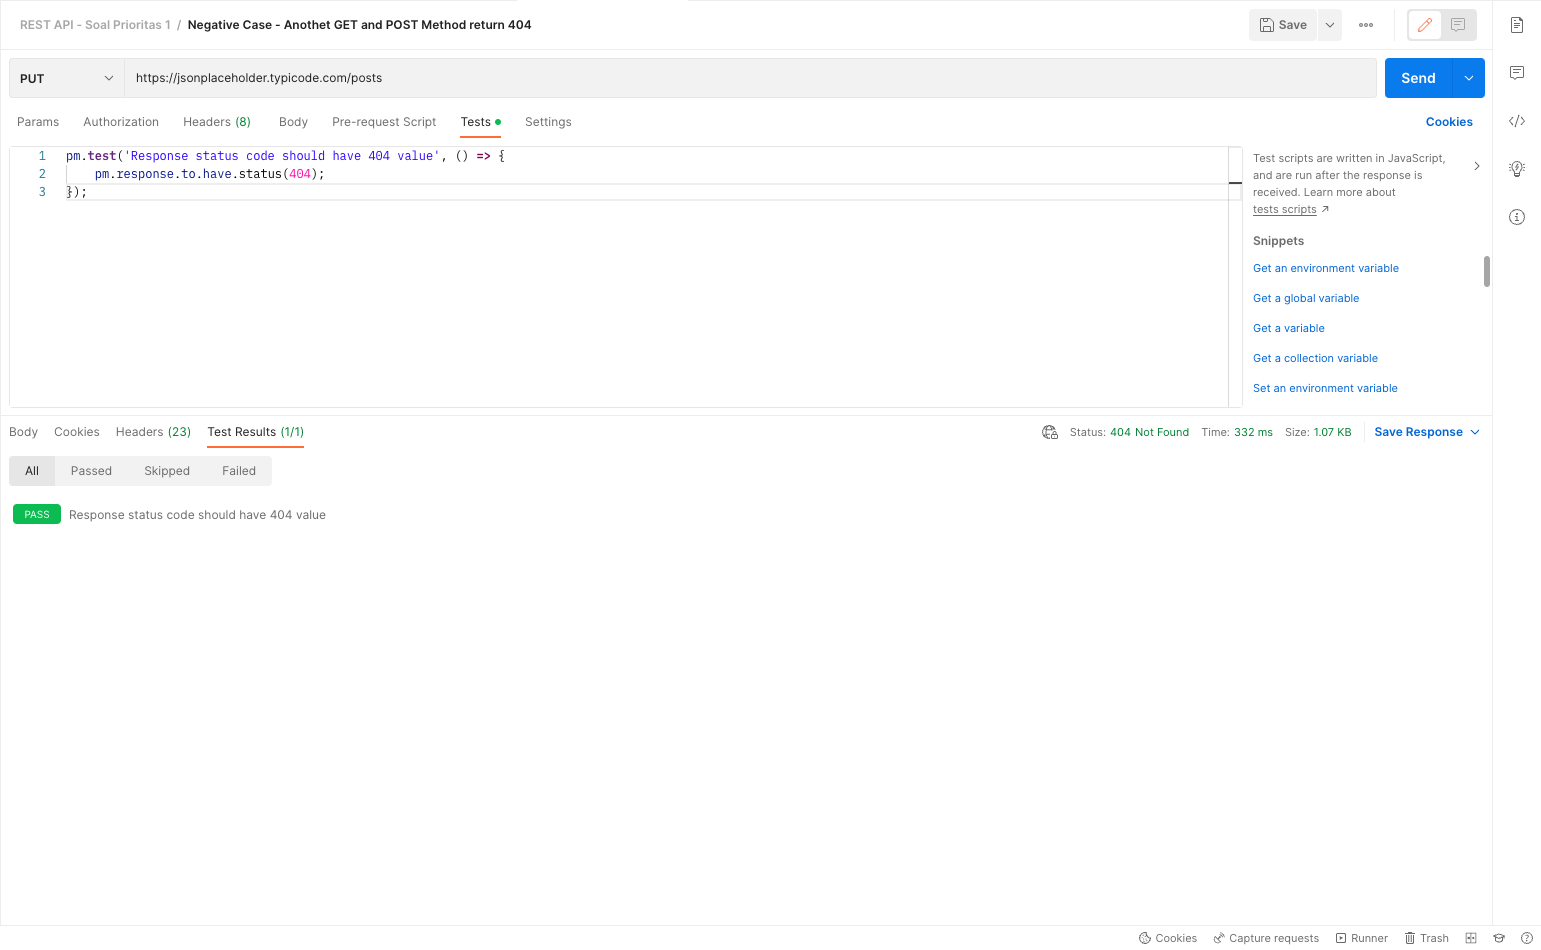 REST API - Soal Prioritas 1 / Negative Case - Anothet GET and POST Method return 404
Save
PUT
https://jsonplaceholder.typicode.com/posts
Send
Params Authorization Headers (8) Body Pre-request Script Tests Settings
Cookies
1 pm.test('Response status code should have 404 value', () => {
2 pm.response.to.have.status(404);
3 });
Test scripts are written in JavaScript,
and are run after the response is
received. Learn more about
tests scripts ↗
Snippets
Get an environment variable
Get a global variable
Get a variable
Get a collection variable
Set an environment variable
Body Cookies Headers (23) Test Results (1/1)
Status: 404 Not Found Time: 332 ms Size: 1.07 KB
Save Response
All Passed Skipped Failed
PASS Response status code should have 404 value
Cookies Capture requests Runner Trash